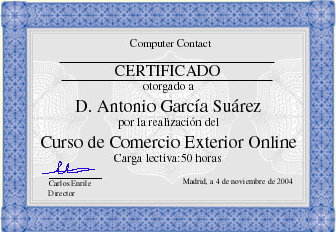 Computer Contact
CERTIFICADO
otorgado a
D. Antonio García Suárez
por la realización del
Curso de Comercio Exterior Online
Carga lectiva:50 horas
Madrid, a 4 de noviembre de 2004
Carlos Enrile
Director